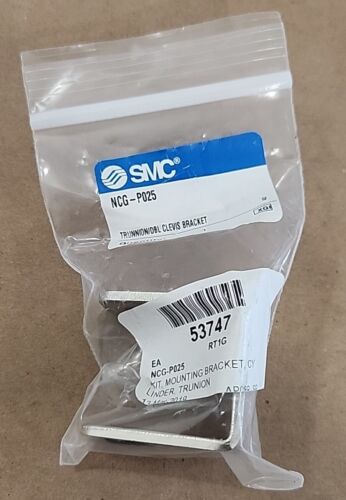 SMC®
NCG-P025
TRUNNION/DBL CLEVIS BRACKET
53747
RT1G
EA
NCG-P025
KIT, MOUNTING BRACKET, CY
LINDER, TRUNION